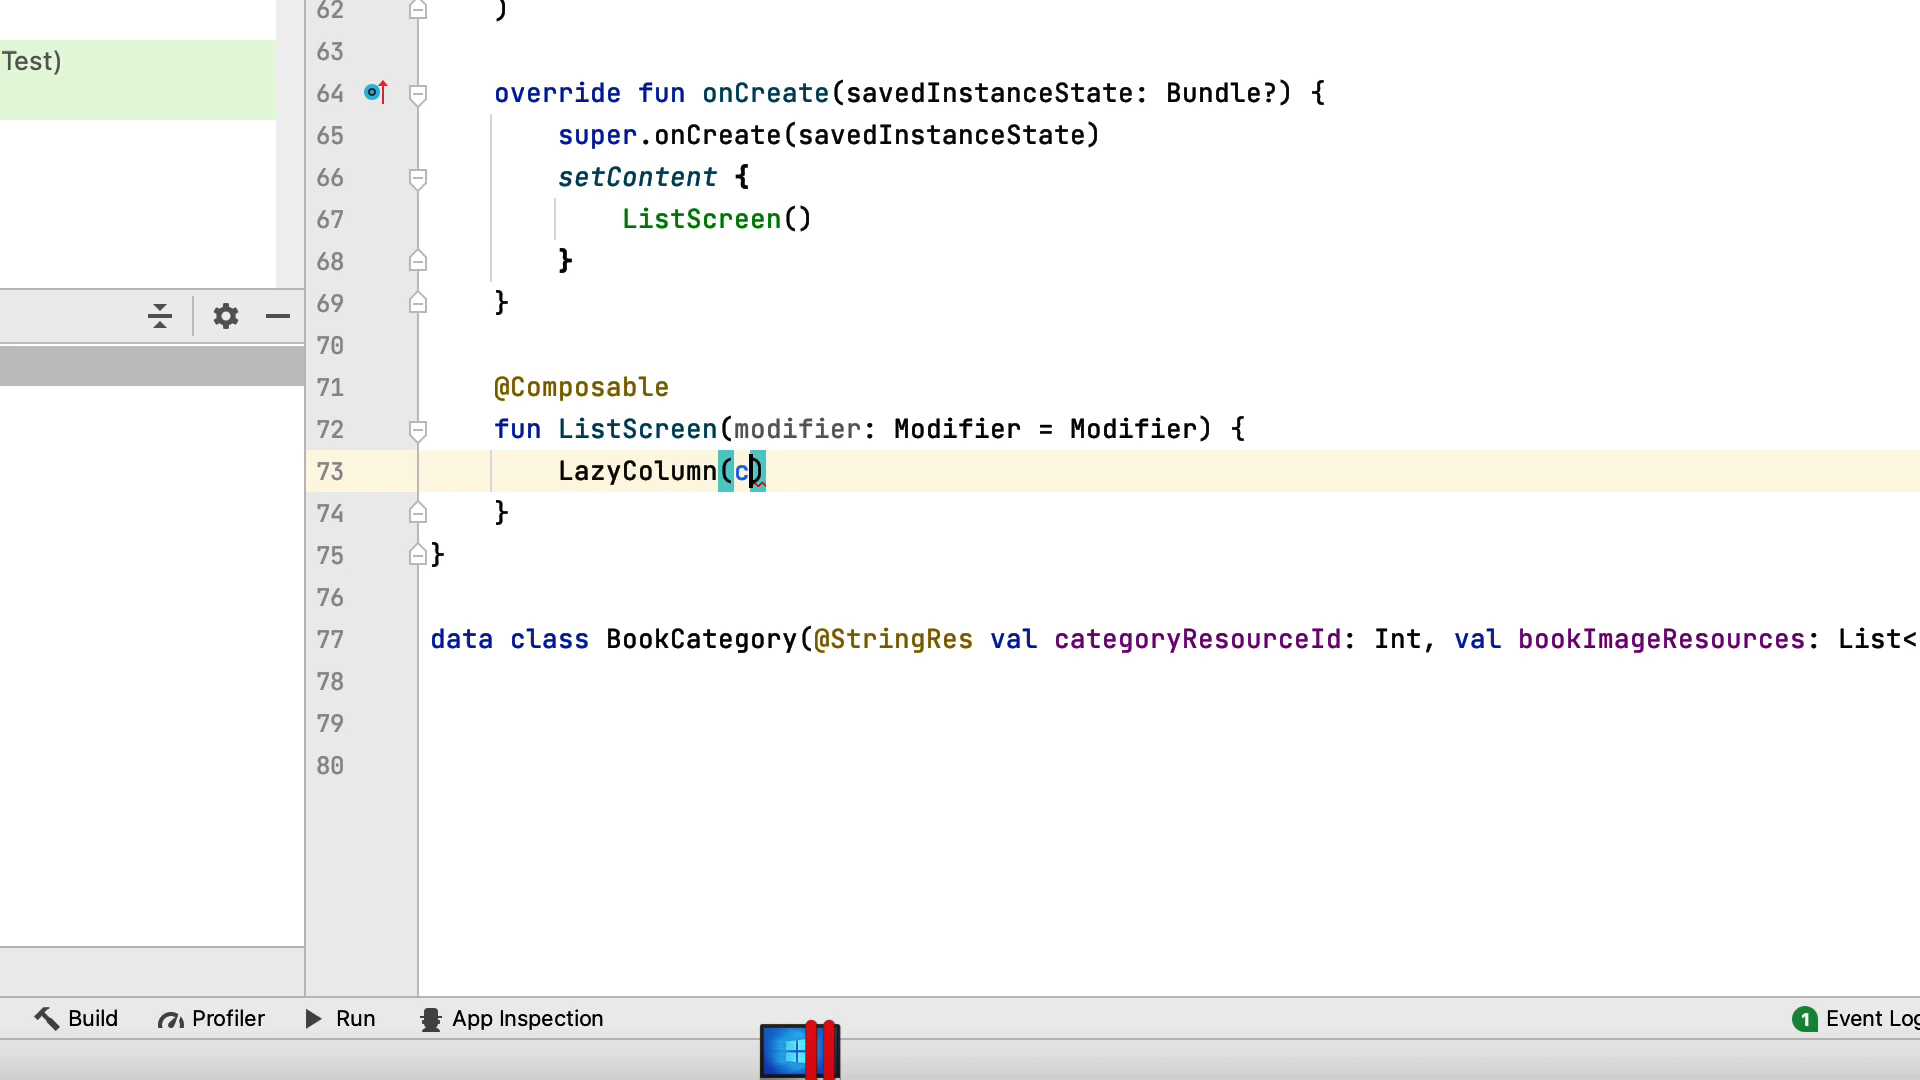 Test)
62 )
63
64 override fun onCreate(savedInstanceState: Bundle?) {
65 super.onCreate(savedInstanceState)
66 setContent {
67 ListScreen()
68 }
69 }
70
71 @Composable
72 fun ListScreen(modifier: Modifier = Modifier) {
73 LazyColumn(c)
74 }
75 }
76
77 data class BookCategory(@StringRes val categoryResourceId: Int, val bookImageResources: List<
78
79
80
Build Profiler Run App Inspection 1 Event Log